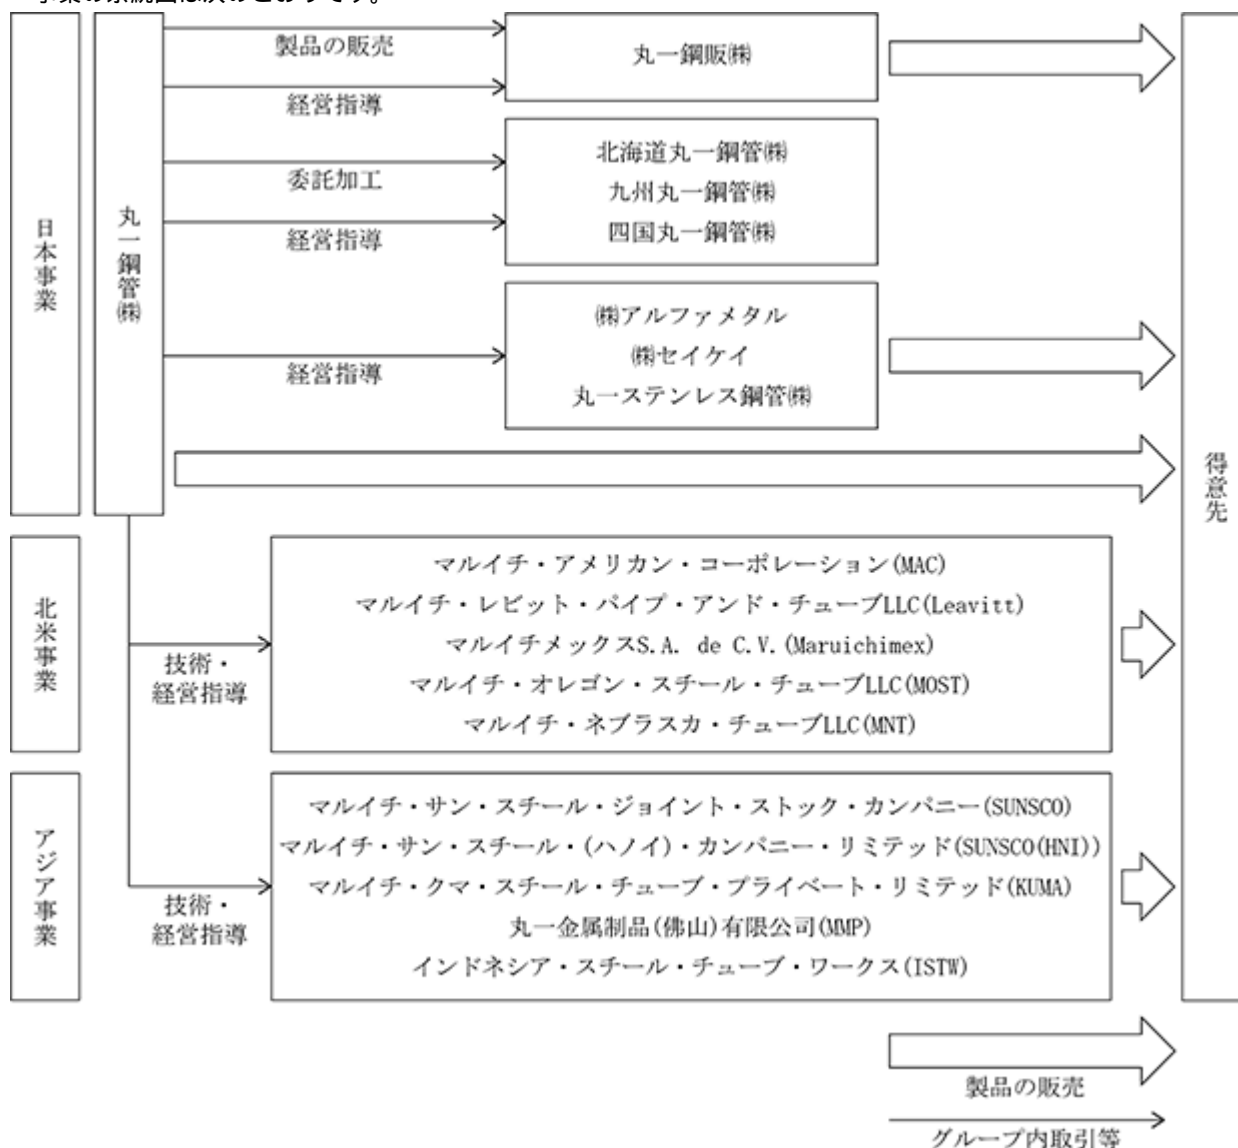 事業の系統図は次のとおりです。
日本事業
丸一鋼管㈱
製品の販売
経営指導
丸一鋼販㈱
委託加工
経営指導
北海道丸一鋼管㈱
九州丸一鋼管㈱
四国丸一鋼管㈱
経営指導
㈱アルファメタル
㈱セイケイ
丸一ステンレス鋼管㈱
得意先
北米事業
技術・
経営指導
マルイチ・アメリカン・コーポレーション(MAC)
マルイチ・レビット・パイプ・アンド・チューブLLC(Leavitt)
マルイチメックスS.A. de C.V.(Maruichimex)
マルイチ・オレゴン・スチール・チューブLLC(MOST)
マルイチ・ネブラスカ・チューブLLC(MNT)
アジア事業
技術・
経営指導
マルイチ・サン・スチール・ジョイント・ストック・カンパニー(SUNSCO)
マルイチ・サン・スチール・(ハノイ)・カンパニー・リミテッド(SUNSCO(HNI))
マルイチ・クマ・スチール・チューブ・プライベート・リミテッド(KUMA)
丸一金属制品(佛山)有限公司(MMP)
インドネシア・スチール・チューブ・ワークス(ISTW)
製品の販売
グループ内取引等